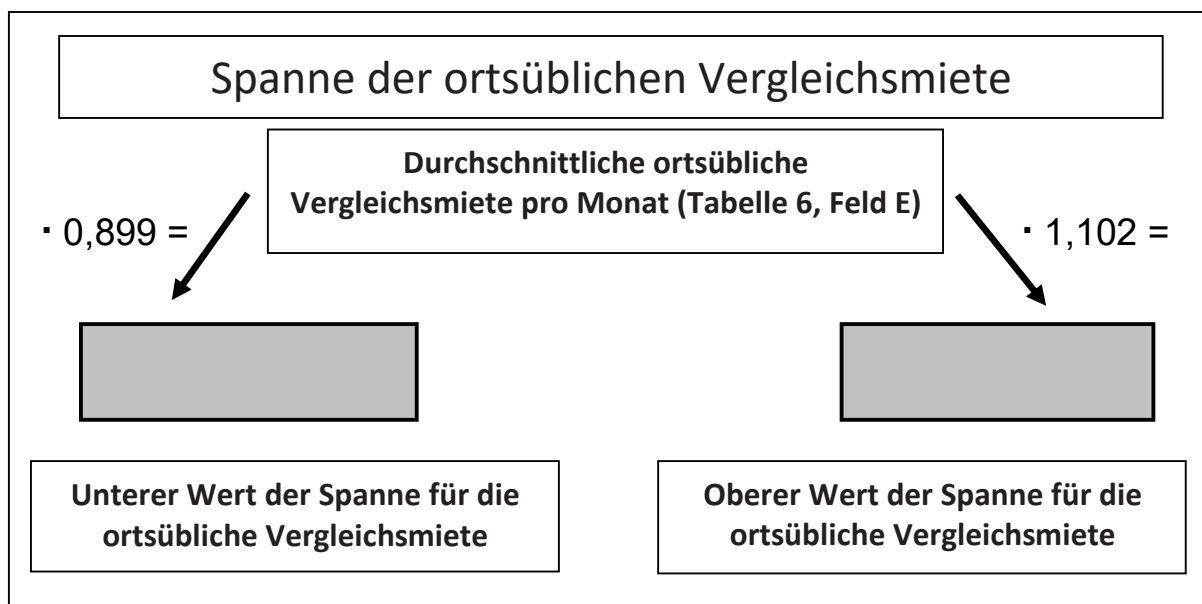 Spanne der ortsüblichen Vergleichsmiete
Durchschnittliche ortsübliche
Vergleichsmiete pro Monat (Tabelle 6, Feld E)
· 0,899 =
· 1,102 =
Unterer Wert der Spanne für die
ortsübliche Vergleichsmiete
Oberer Wert der Spanne für die
ortsübliche Vergleichsmiete